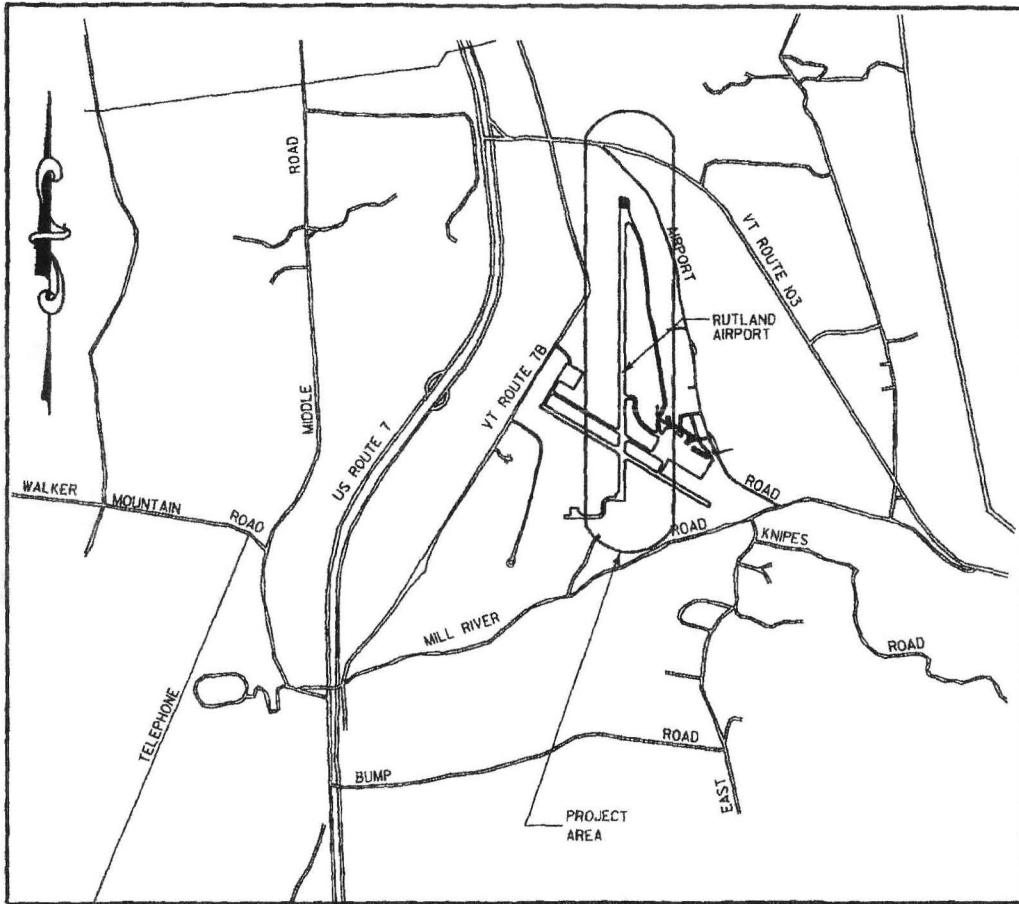 ROAD
MIDDLE
US ROUTE 7
VT ROUTE 7B
AIRPORT
ROAD
VT ROUTE 103
RUTLAND
AIRPORT
WALKER MOUNTAIN ROAD
MILL RIVER ROAD
KNIPES
ROAD
TELEPHONE
BUMP ROAD
EAST
PROJECT
AREA